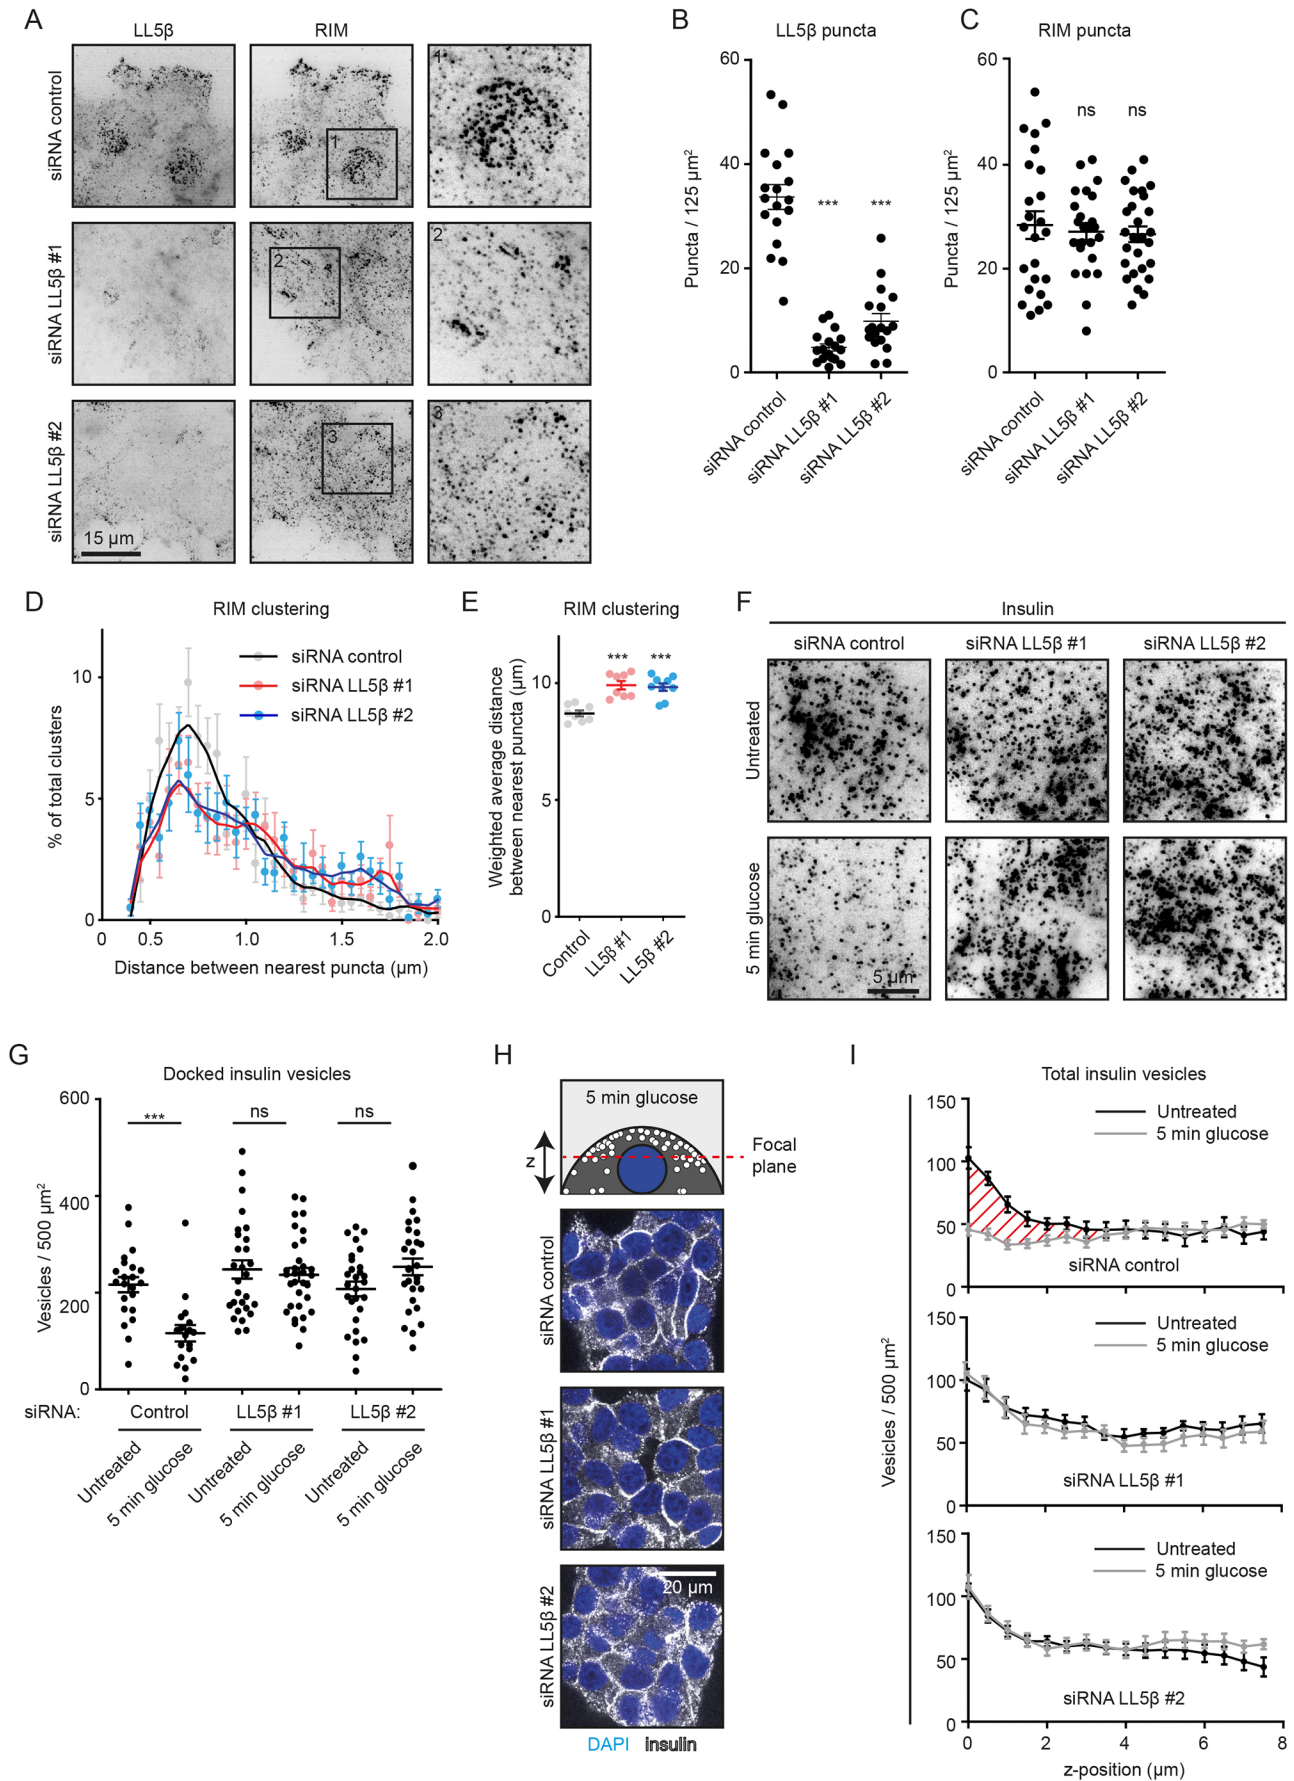 A
LL5β
RIM
siRNA control
1
1
siRNA LL5β #1
2
2
siRNA LL5β #2
3
3
15 µm
B
LL5β puncta
Puncta / 125 µm²
60
40
20
0
***
***
siRNA control
siRNA LL5β #1
siRNA LL5β #2
C
RIM puncta
Puncta / 125 µm²
60
40
20
0
ns
ns
siRNA control
siRNA LL5β #1
siRNA LL5β #2
D
RIM clustering
% of total clusters
10
5
0
siRNA control
siRNA LL5β #1
siRNA LL5β #2
0
0.5
1.0
1.5
2.0
Distance between nearest puncta (µm)
E
RIM clustering
Weighted average distance
between nearest puncta (µm)
10
5
0
***
***
Control
LL5β #1
LL5β #2
F
Insulin
siRNA control
siRNA LL5β #1
siRNA LL5β #2
Untreated
5 min glucose
5 µm
G
Docked insulin vesicles
Vesicles / 500 µm²
600
400
200
0
***
ns
ns
siRNA:
Control
LL5β #1
LL5β #2
Untreated
5 min glucose
Untreated
5 min glucose
Untreated
5 min glucose
H
5 min glucose
z
Focal
plane
siRNA control
siRNA LL5β #1
siRNA LL5β #2
20 µm
DAPI insulin
I
Total insulin vesicles
Vesicles / 500 µm²
150
100
50
0
Untreated
5 min glucose
siRNA control
150
100
50
0
Untreated
5 min glucose
siRNA LL5β #1
150
100
50
0
Untreated
5 min glucose
siRNA LL5β #2
0
2
4
6
8
z-position (µm)